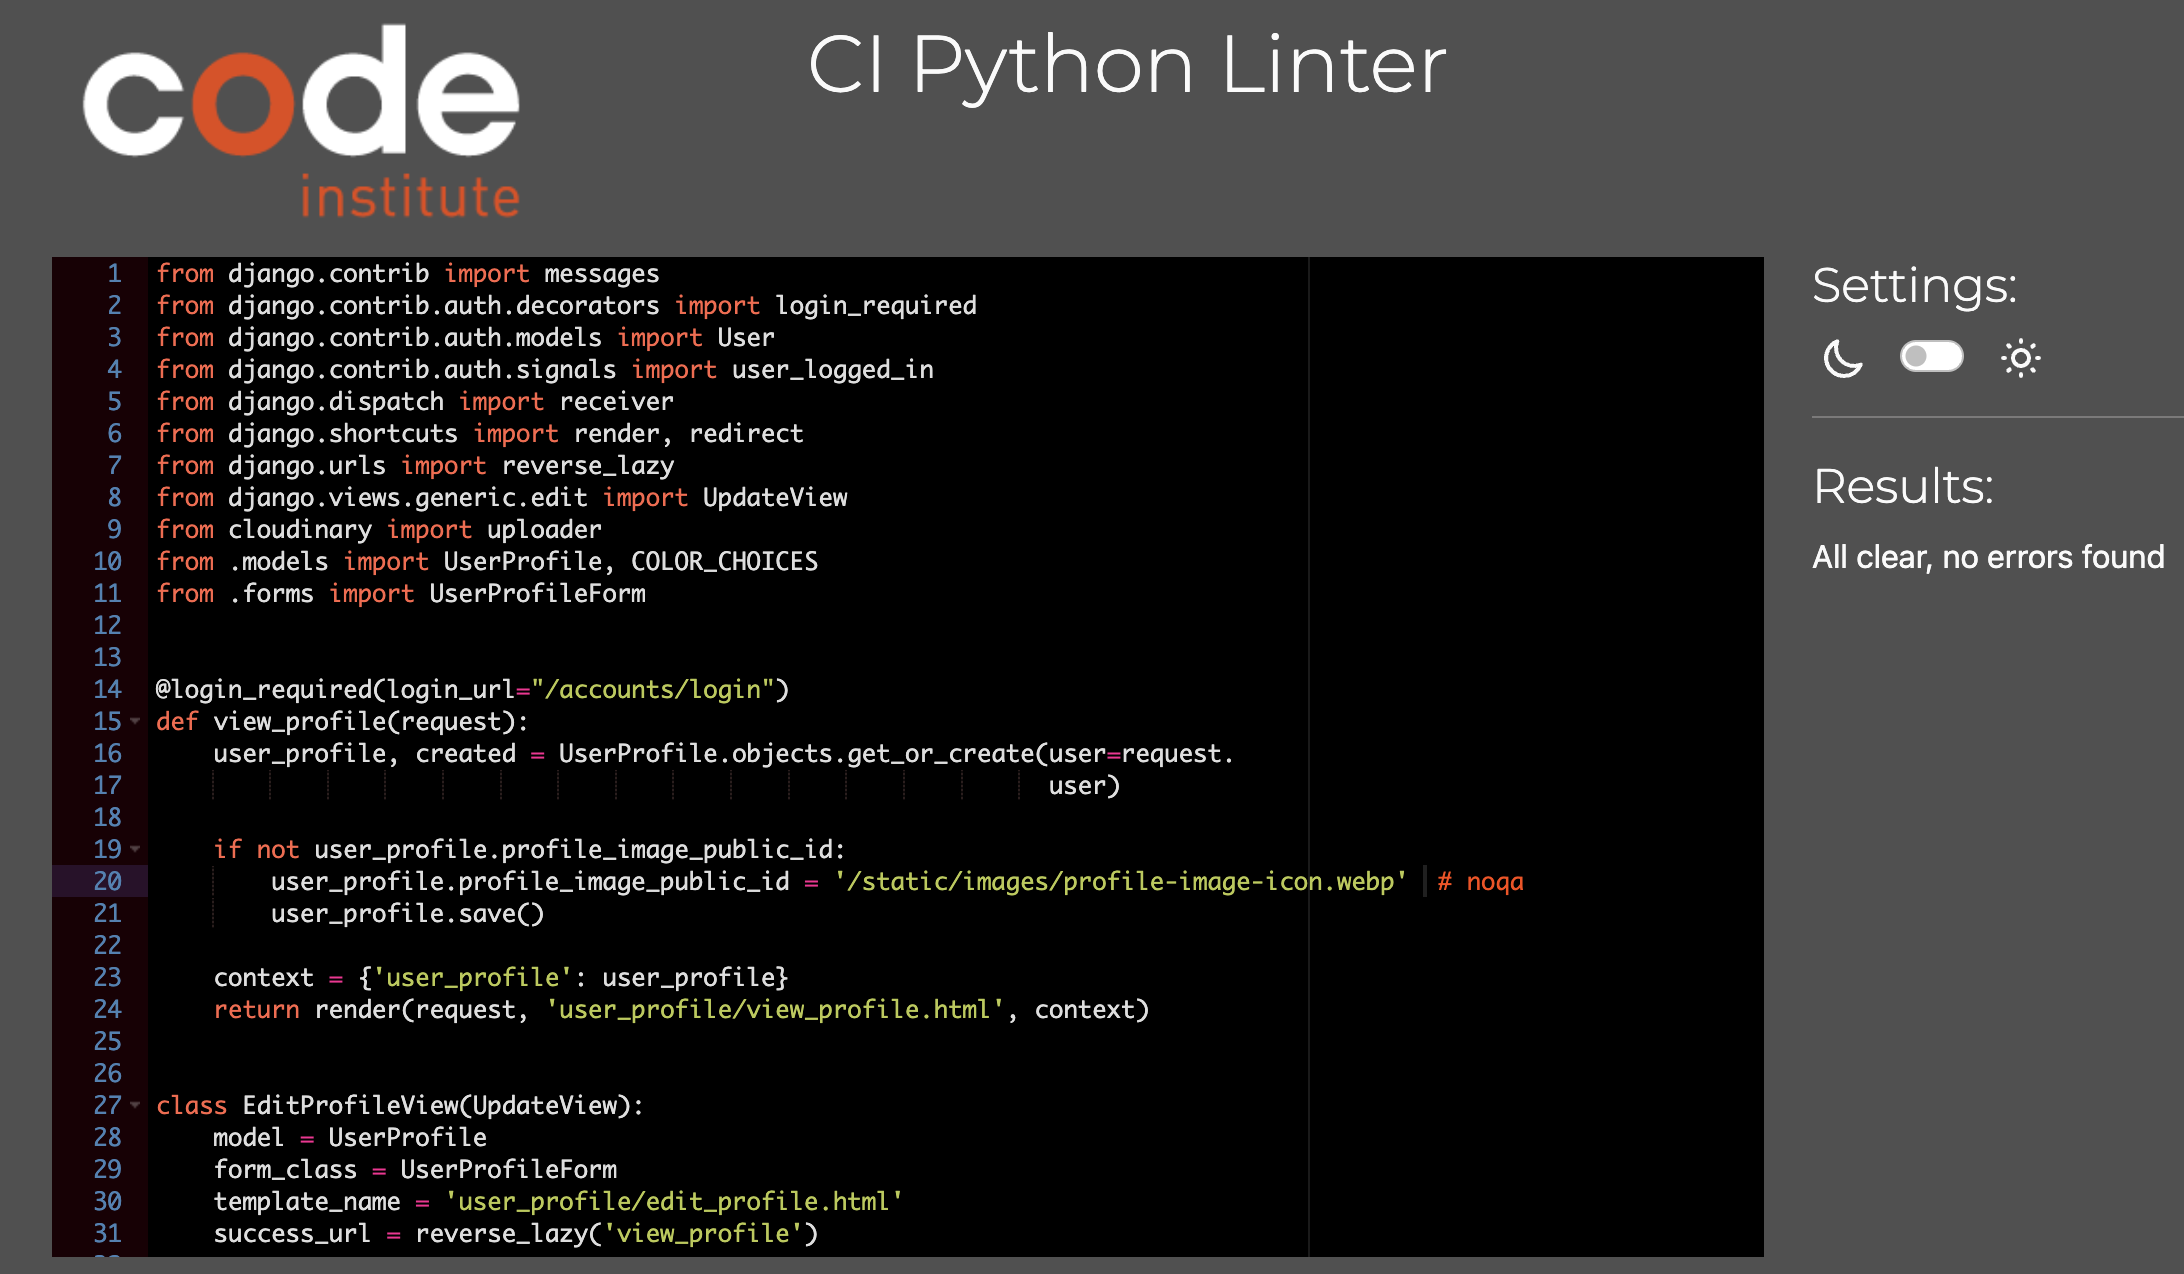 code
institute
CI Python Linter
1 from django.contrib import messages
2 from django.contrib.auth.decorators import login_required
3 from django.contrib.auth.models import User
4 from django.contrib.auth.signals import user_logged_in
5 from django.dispatch import receiver
6 from django.shortcuts import render, redirect
7 from django.urls import reverse_lazy
8 from django.views.generic.edit import UpdateView
9 from cloudinary import uploader
10 from .models import UserProfile, COLOR_CHOICES
11 from .forms import UserProfileForm
12
13
14 @login_required(login_url="/accounts/login")
15 def view_profile(request):
16     user_profile, created = UserProfile.objects.get_or_create(user=request.
17                                                               user)
18
19     if not user_profile.profile_image_public_id:
20         user_profile.profile_image_public_id = '/static/images/profile-image-icon.webp'  # noqa
21         user_profile.save()
22
23     context = {'user_profile': user_profile}
24     return render(request, 'user_profile/view_profile.html', context)
25
26
27 class EditProfileView(UpdateView):
28     model = UserProfile
29     form_class = UserProfileForm
30     template_name = 'user_profile/edit_profile.html'
31     success_url = reverse_lazy('view_profile')
Settings:
Results:
All clear, no errors found